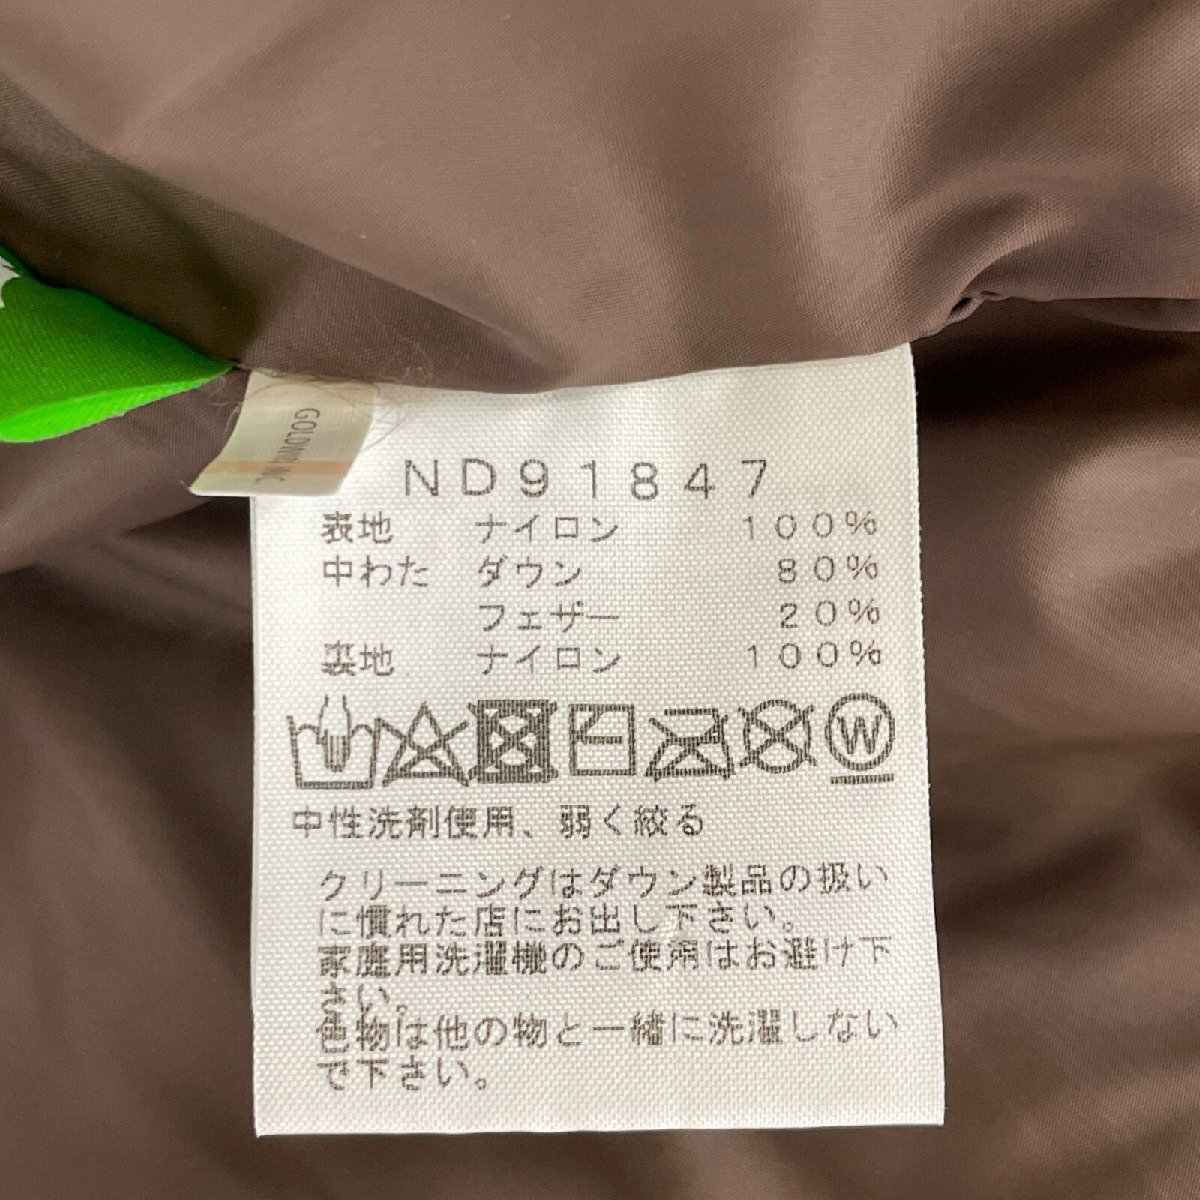 GOLDWIN INC
ND91847
表地 ナイロン 100%
中わた ダウン 80%
フェザー 20%
裏地 ナイロン 100%
W
中性洗剤使用、弱く絞る
クリーニングはダウン製品の扱い
に慣れた店にお出し下さい。
家庭用洗濯機のご使用はお避け下
さい。
色物は他の物と一緒に洗濯しない
で下さい。